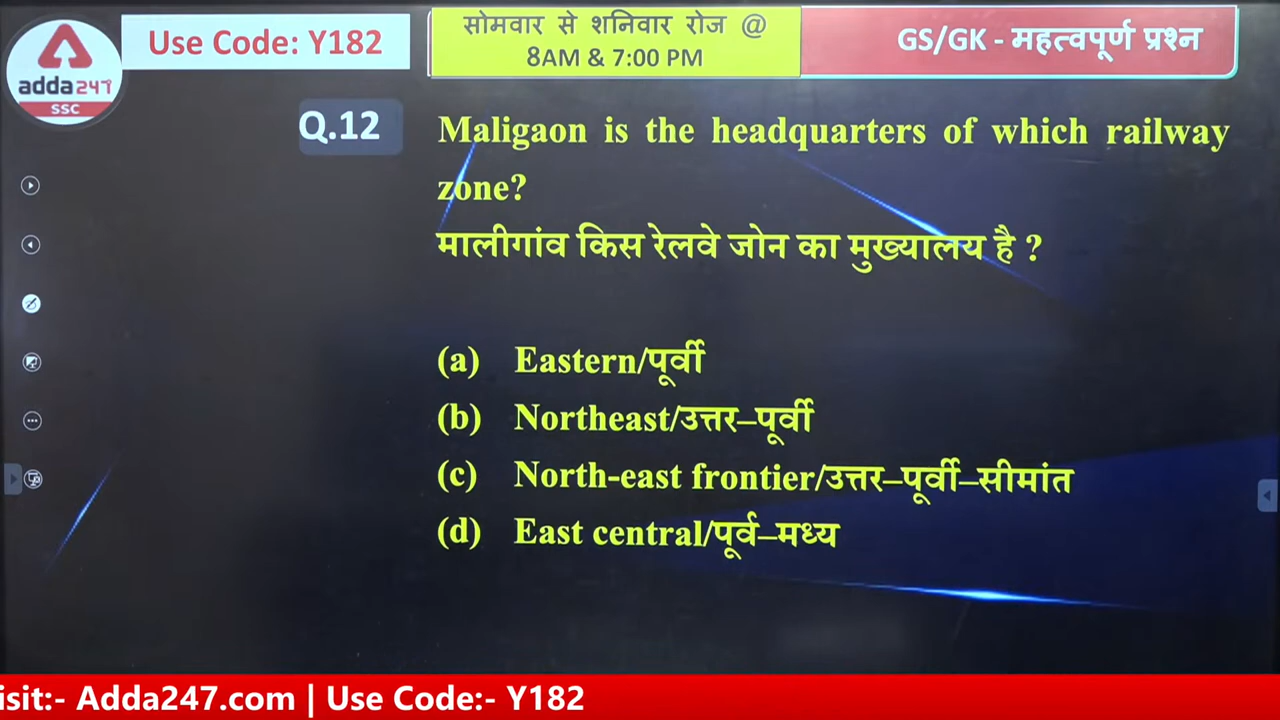 adda247
SSC
Use Code: Y182
सोमवार से शनिवार रोज @
8AM & 7:00 PM
GS/GK - महत्वपूर्ण प्रश्न
Q.12
Maligaon is the headquarters of which railway
zone?
मालीगांव किस रेलवे जोन का मुख्यालय है ?
(a) Eastern/पूर्वी
(b) Northeast/उत्तर–पूर्वी
(c) North-east frontier/उत्तर–पूर्वी–सीमांत
(d) East central/पूर्व–मध्य
isit:- Adda247.com | Use Code:- Y182